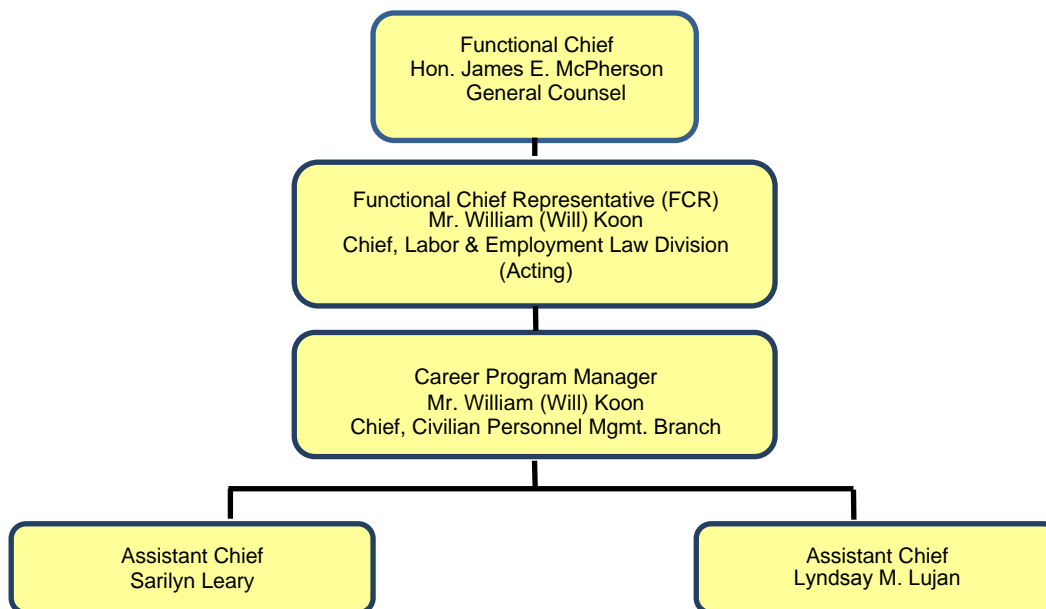 Functional Chief
Hon. James E. McPherson
General Counsel
Functional Chief Representative (FCR)
Mr. William (Will) Koon
Chief, Labor & Employment Law Division
(Acting)
Career Program Manager
Mr. William (Will) Koon
Chief, Civilian Personnel Mgmt. Branch
Assistant Chief
Sarilyn Leary
Assistant Chief
Lyndsay M. Lujan